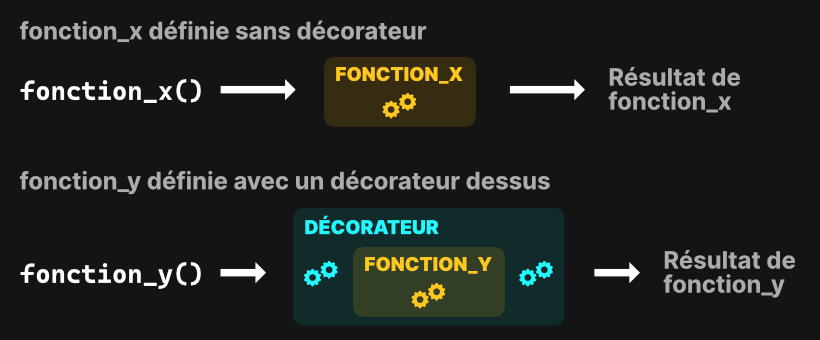 fonction_x définie sans décorateur
fonction_x()
FONCTION_X
Résultat de
fonction_x
fonction_y définie avec un décorateur dessus
DÉCORATEUR
fonction_y()
FONCTION_Y
Résultat de
fonction_y